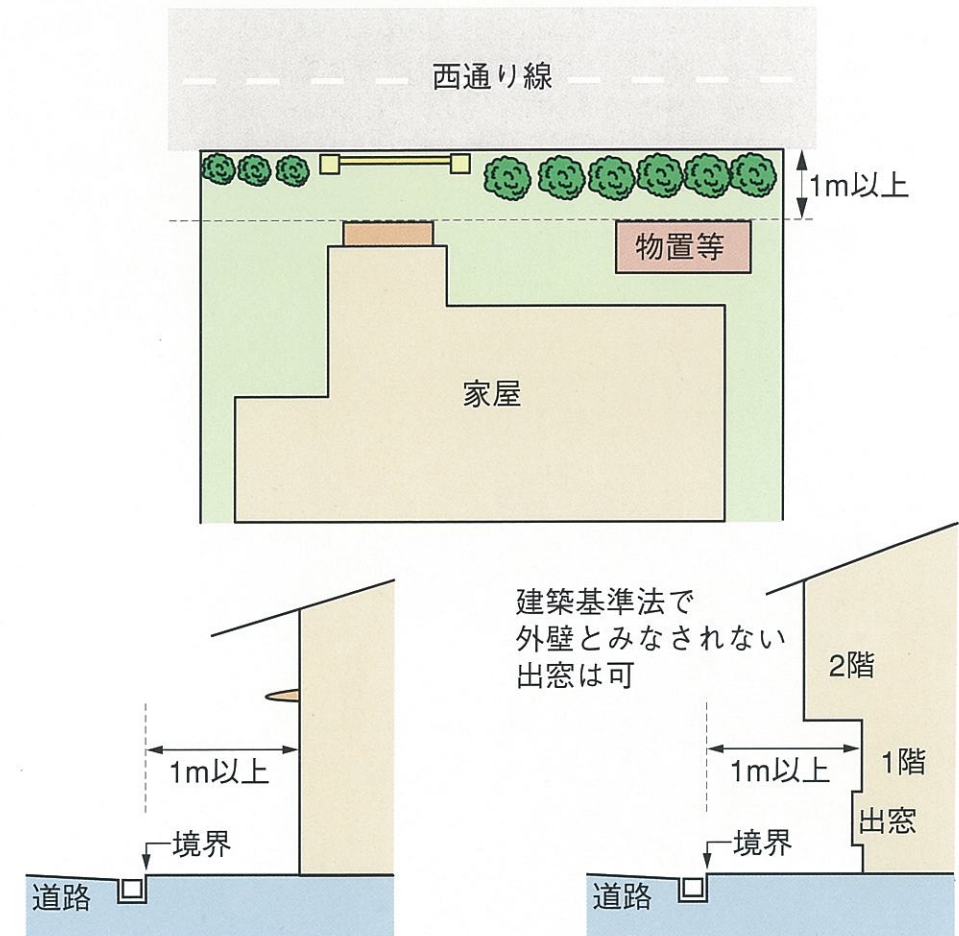 西通り線
1m以上
物置等
家屋
1m以上
境界
道路
建築基準法で
外壁とみなされない
出窓は可
2階
1m以上
1階
出窓
境界
道路